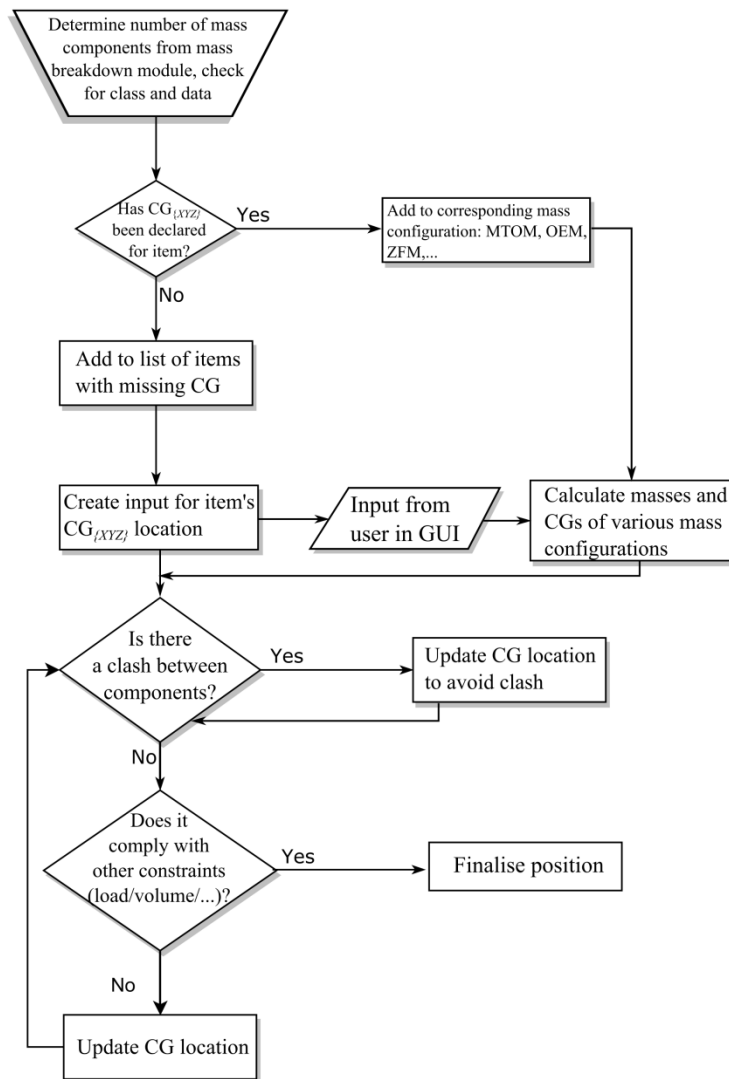 Determine number of mass
components from mass
breakdown module, check
for class and data
Has CG{XYZ}
been declared
for item?
Yes
Add to corresponding mass
configuration: MTOM, OEM,
ZFM,...
No
Add to list of items
with missing CG
Create input for item's
CG{XYZ} location
Input from
user in GUI
Calculate masses and
CGs of various mass
configurations
Is there
a clash between
components?
Yes
Update CG location
to avoid clash
No
Does it
comply with
other constraints
(load/volume/...)?
Yes
Finalise position
No
Update CG location